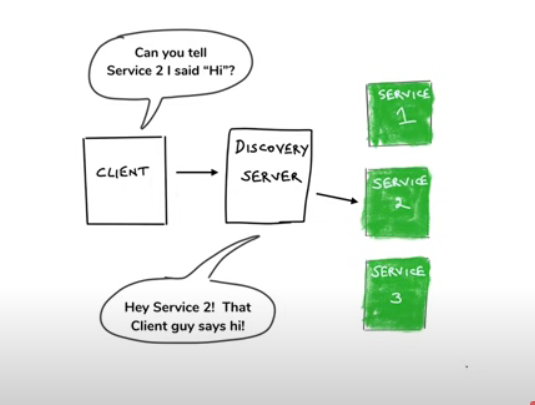 Can you tell
Service 2 I said “Hi”?
CLIENT
DISCOVERY
SERVER
SERVICE
1
SERVICE
2
SERVICE
3
Hey Service 2! That
Client guy says hi!